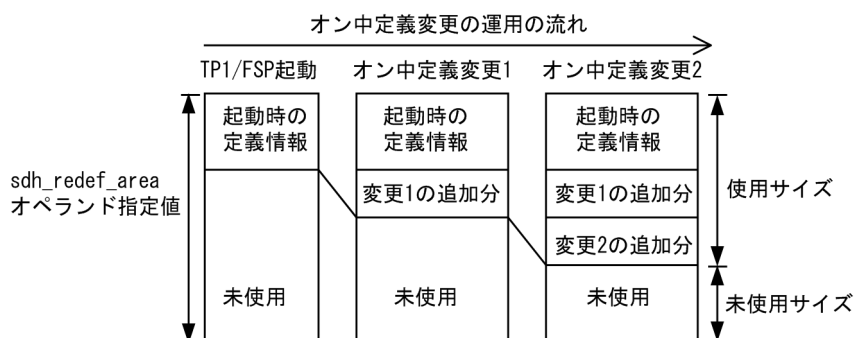 オン中定義変更の運用の流れ
TP1/FSP起動
オン中定義変更1
オン中定義変更2
sdh_redef_area
オペランド指定値
起動時の
定義情報
未使用
起動時の
定義情報
変更1の追加分
未使用
起動時の
定義情報
変更1の追加分
変更2の追加分
未使用
使用サイズ
未使用サイズ